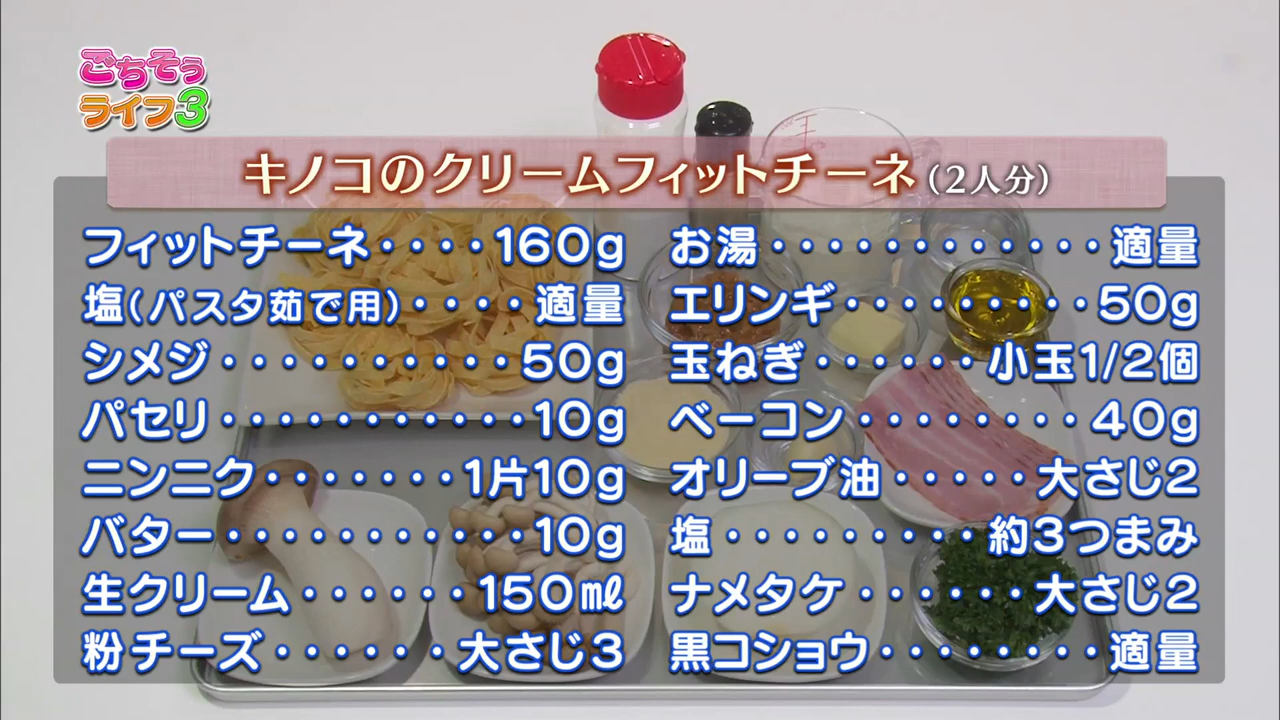 ごちそう
ライフ3
キノコのクリームフィットチーネ(2人分)
フィットチーネ・・・・160g
塩(パスタ茹で用)・・・・適量
シメジ・・・・・・・・・・50g
パセリ・・・・・・・・・・・10g
ニンニク・・・・・・・1片10g
バター・・・・・・・・・・・10g
生クリーム・・・・・・150㎖
粉チーズ・・・・・・大さじ3
お湯・・・・・・・・・・・・・適量
エリンギ・・・・・・・・・50g
玉ねぎ・・・・・・小玉1/2個
ベーコン・・・・・・・・40g
オリーブ油・・・・・大さじ2
塩・・・・・・・・・約3つまみ
ナメタケ・・・・・・大さじ2
黒コショウ・・・・・・・・適量